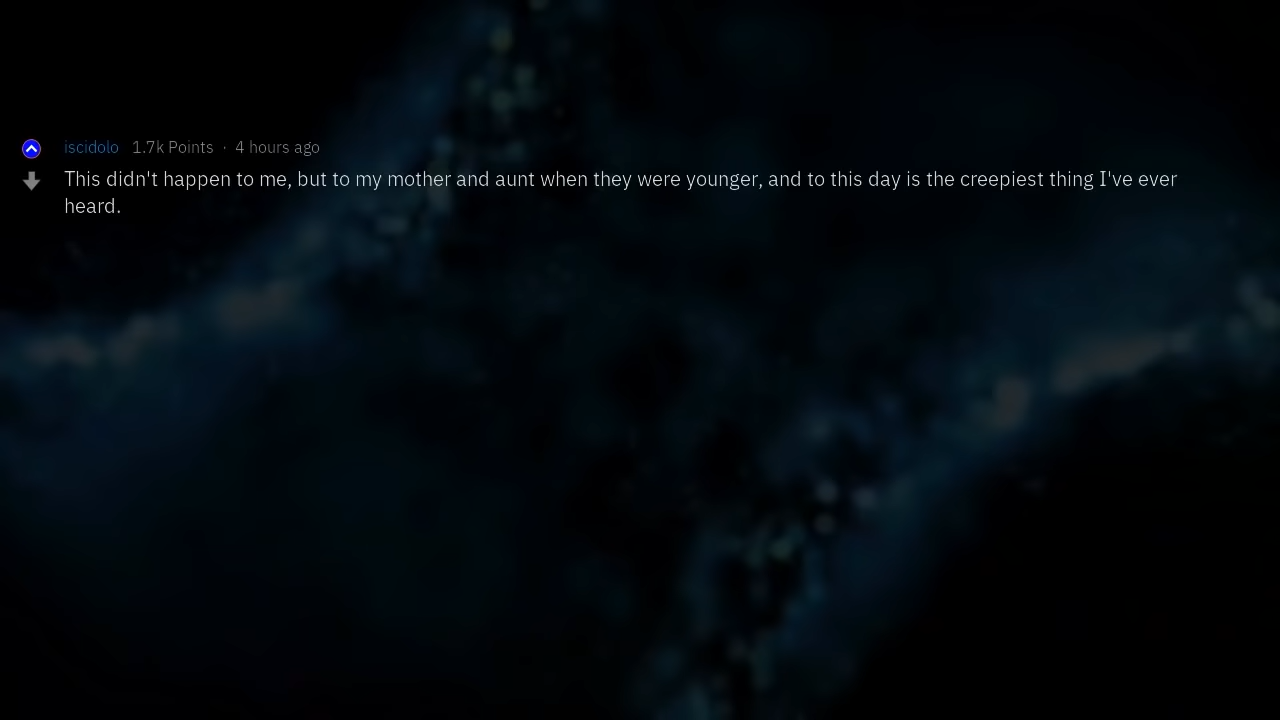 iscidolo 1.7k Points · 4 hours ago
This didn't happen to me, but to my mother and aunt when they were younger, and to this day is the creepiest thing I've ever
heard.